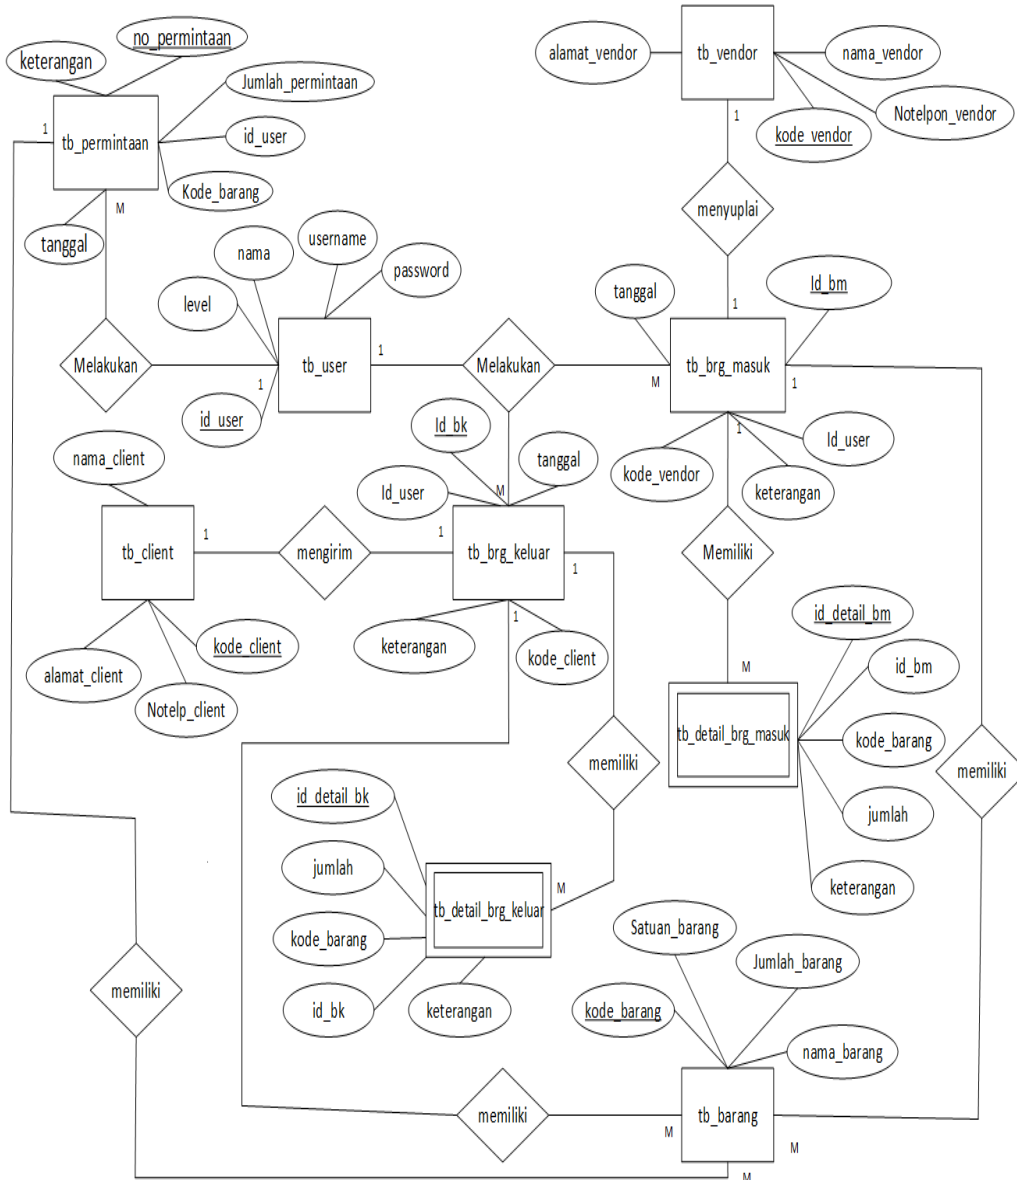 no_permintaan
keterangan
Jumlah_permintaan
id_user
Kode_barang
tanggal
tb_permintaan
1
M
alamat_vendor
tb_vendor
nama_vendor
Notelpon_vendor
kode_vendor
1
menyuplai
1
username
nama
password
level
tb_user
id_user
1
1
Melakukan
Melakukan
tanggal
Id_bm
tb_brg_masuk
M
1
1
Id_user
kode_vendor
keterangan
Id_bk
tanggal
Id_user
M
nama_client
tb_client
1
mengirim
1
tb_brg_keluar
1
1
Memiliki
kode_client
alamat_client
Notelp_client
keterangan
kode_client
id_detail_bm
id_bm
M
tb_detail_brg_masuk
kode_barang
jumlah
keterangan
memiliki
memiliki
id_detail_bk
jumlah
kode_barang
id_bk
keterangan
tb_detail_brg_keluar
M
Satuan_barang
Jumlah_barang
kode_barang
nama_barang
memiliki
memiliki
tb_barang
M
M
M